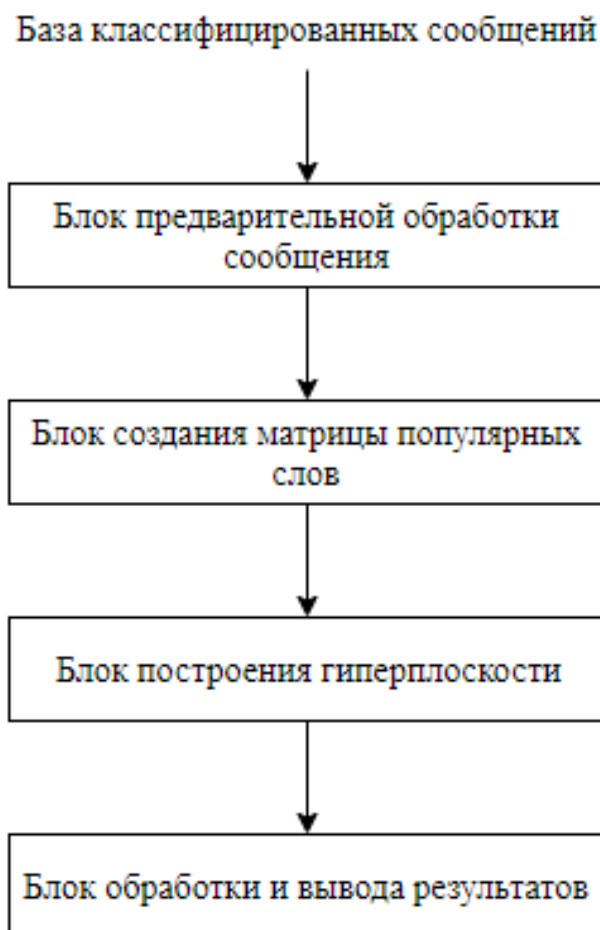 База классифицированных сообщений
Блок предварительной обработки
сообщения
Блок создания матрицы популярных
слов
Блок построения гиперплоскости
Блок обработки и вывода результатов